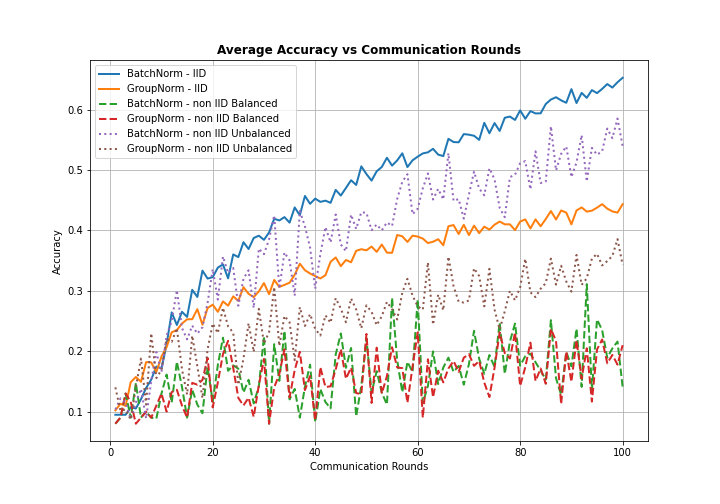 Average Accuracy vs Communication Rounds
BatchNorm - IID
GroupNorm - IID
BatchNorm - non IID Balanced
GroupNorm - non IID Balanced
BatchNorm - non IID Unbalanced
GroupNorm - non IID Unbalanced
Accuracy
0.6
0.5
0.4
0.3
0.2
0.1
0
20
40
60
80
100
Communication Rounds